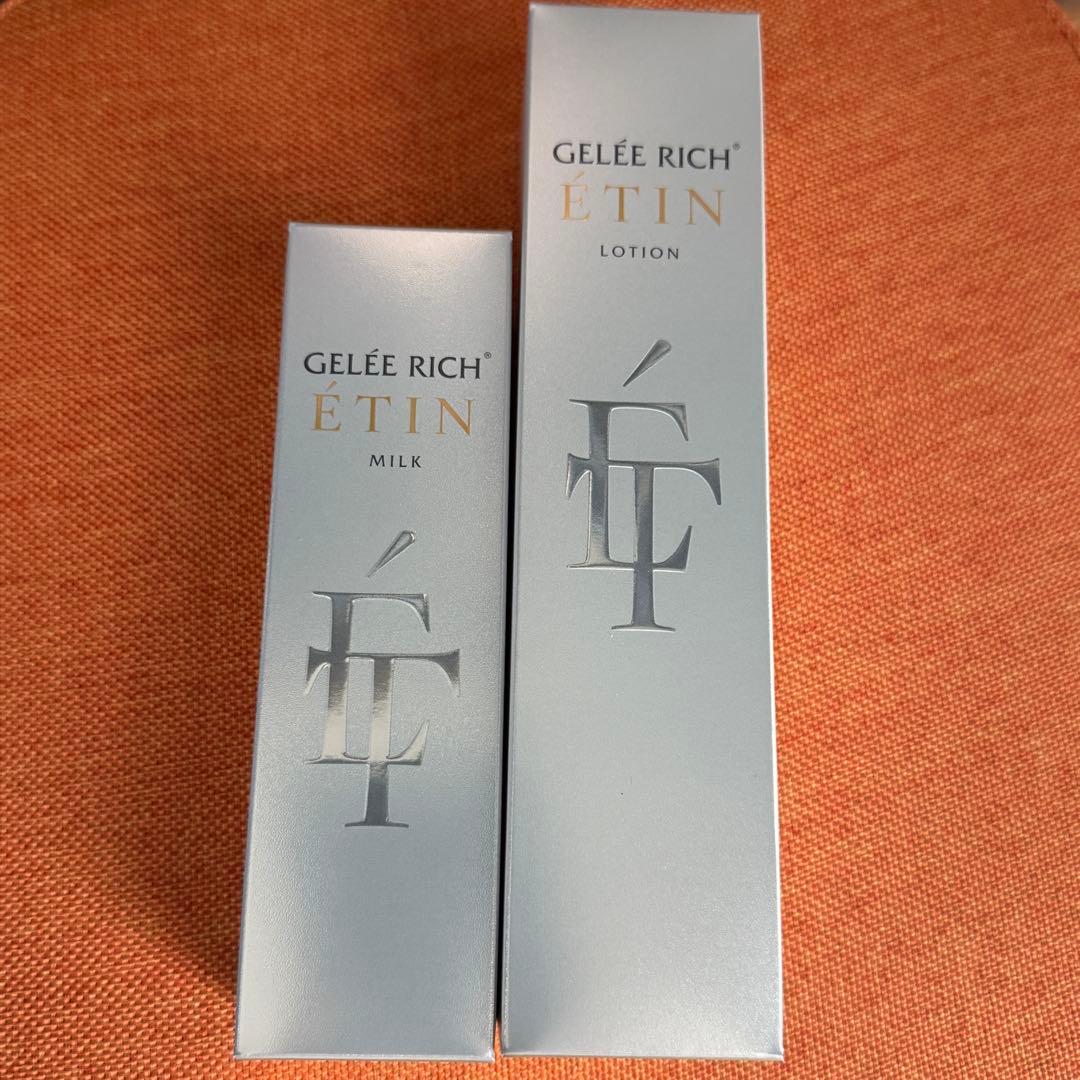 GELÉE RICH®
ÉTIN
MILK
ÉT
GELÉE RICH®
ÉTIN
LOTION
ÉT